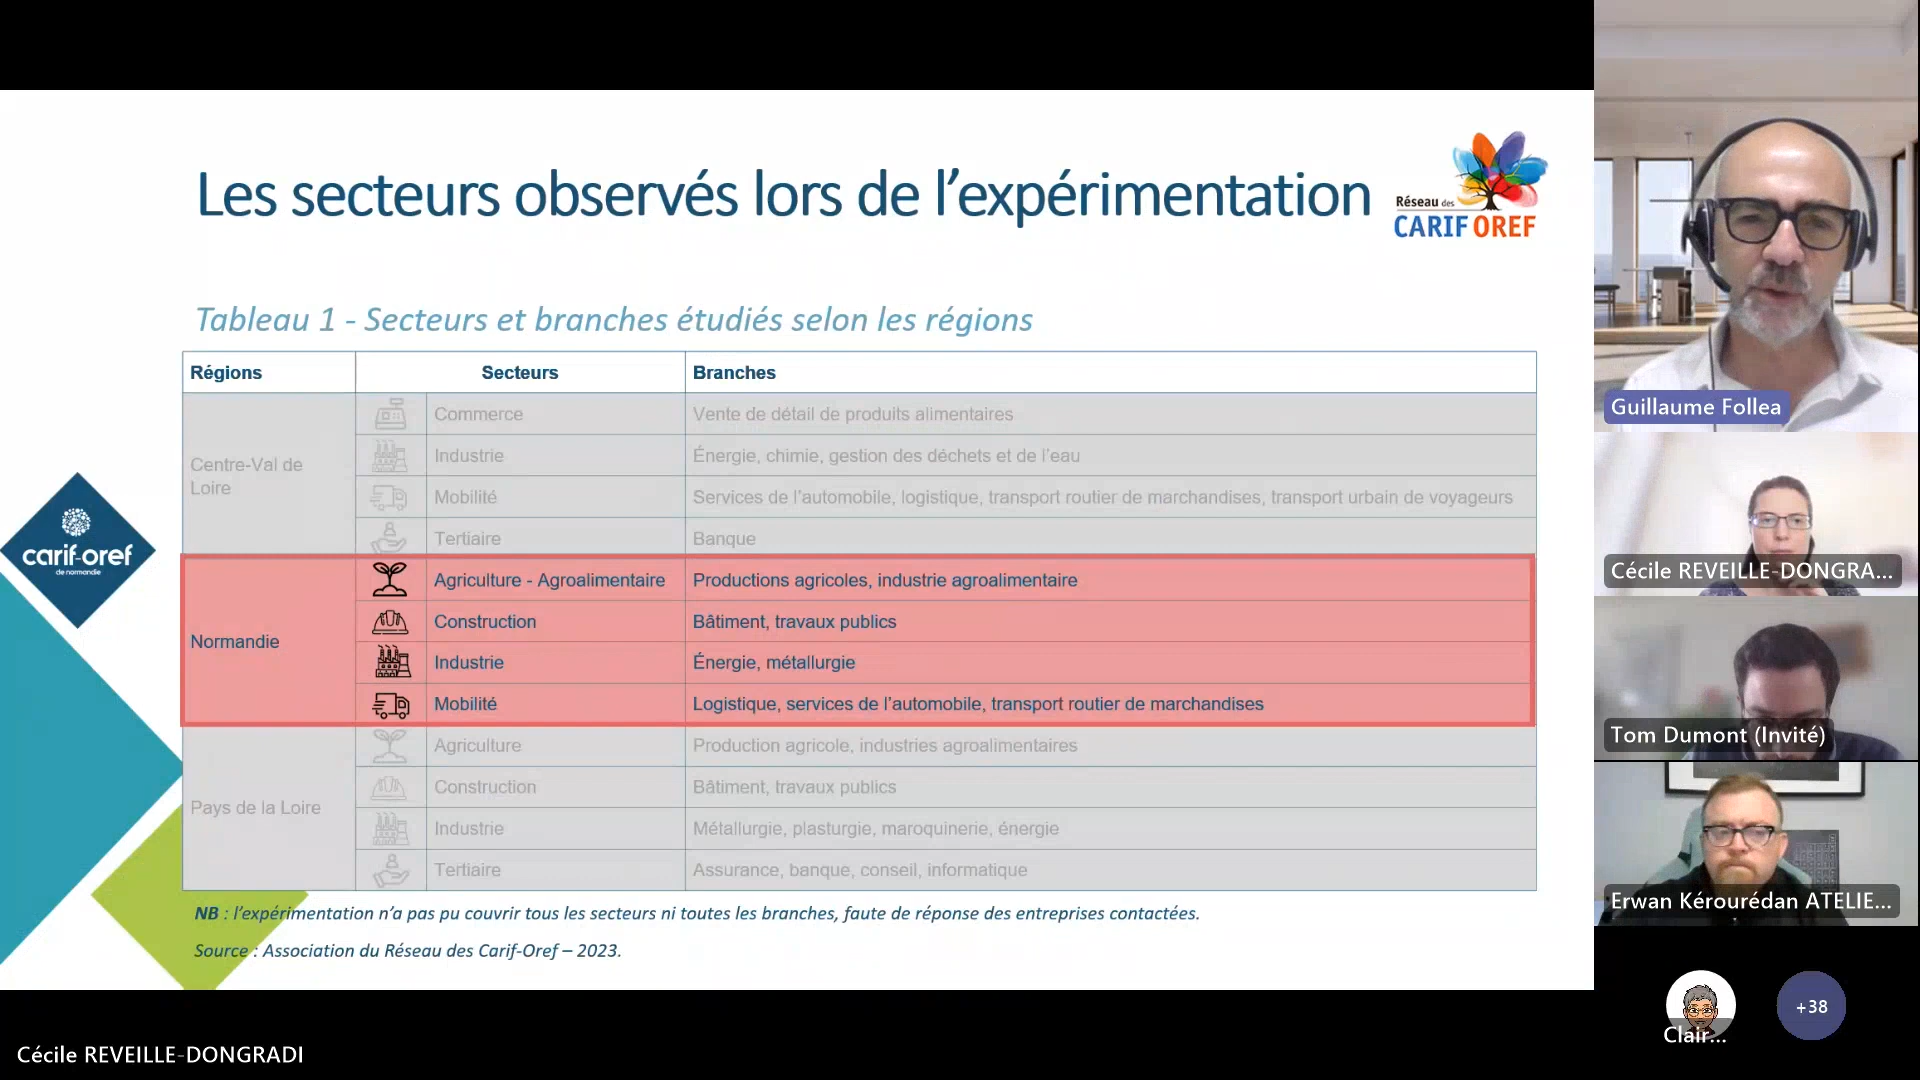 Les secteurs observés lors de l'expérimentation
Réseau des
CARIF OREF
Tableau 1 - Secteurs et branches étudiés selon les régions
Régions Secteurs Branches
Centre-Val de Loire
Commerce Vente de détail de produits alimentaires
Industrie Énergie, chimie, gestion des déchets et de l'eau
Mobilité Services de l'automobile, logistique, transport routier de marchandises, transport urbain de voyageurs
Tertiaire Banque
Normandie
Agriculture - Agroalimentaire Productions agricoles, industrie agroalimentaire
Construction Bâtiment, travaux publics
Industrie Énergie, métallurgie
Mobilité Logistique, services de l'automobile, transport routier de marchandises
Pays de la Loire
Agriculture Production agricole, industries agroalimentaires
Construction Bâtiment, travaux publics
Industrie Métallurgie, plasturgie, maroquinerie, énergie
Tertiaire Assurance, banque, conseil, informatique
NB : l'expérimentation n'a pas pu couvrir tous les secteurs ni toutes les branches, faute de réponse des entreprises contactées.
Source : Association du Réseau des Carif-Oref – 2023.
carif-oref
de normandie
Guillaume Follea
Cécile REVEILLE-DONGRA...
Tom Dumont (Invité)
Erwan Kérourédan ATELIE...
Clair...
+38
Cécile REVEILLE-DONGRADI